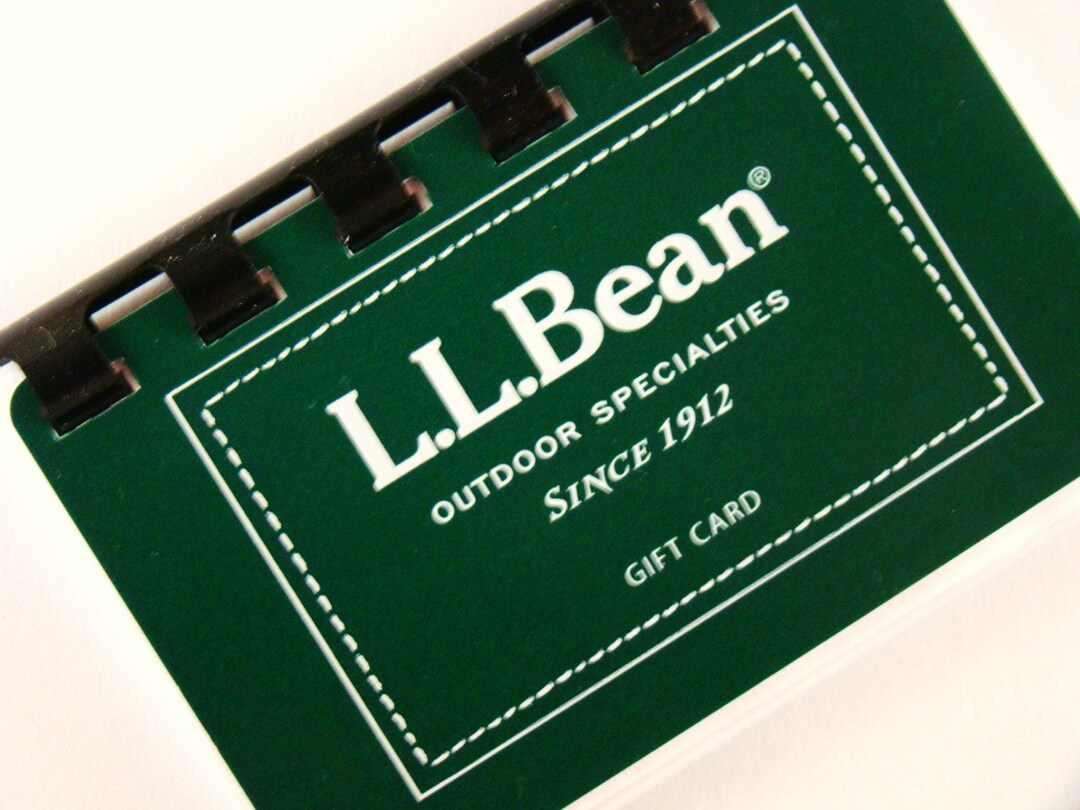 L.L.Bean®
OUTDOOR SPECIALTIES
SINCE 1912
GIFT CARD